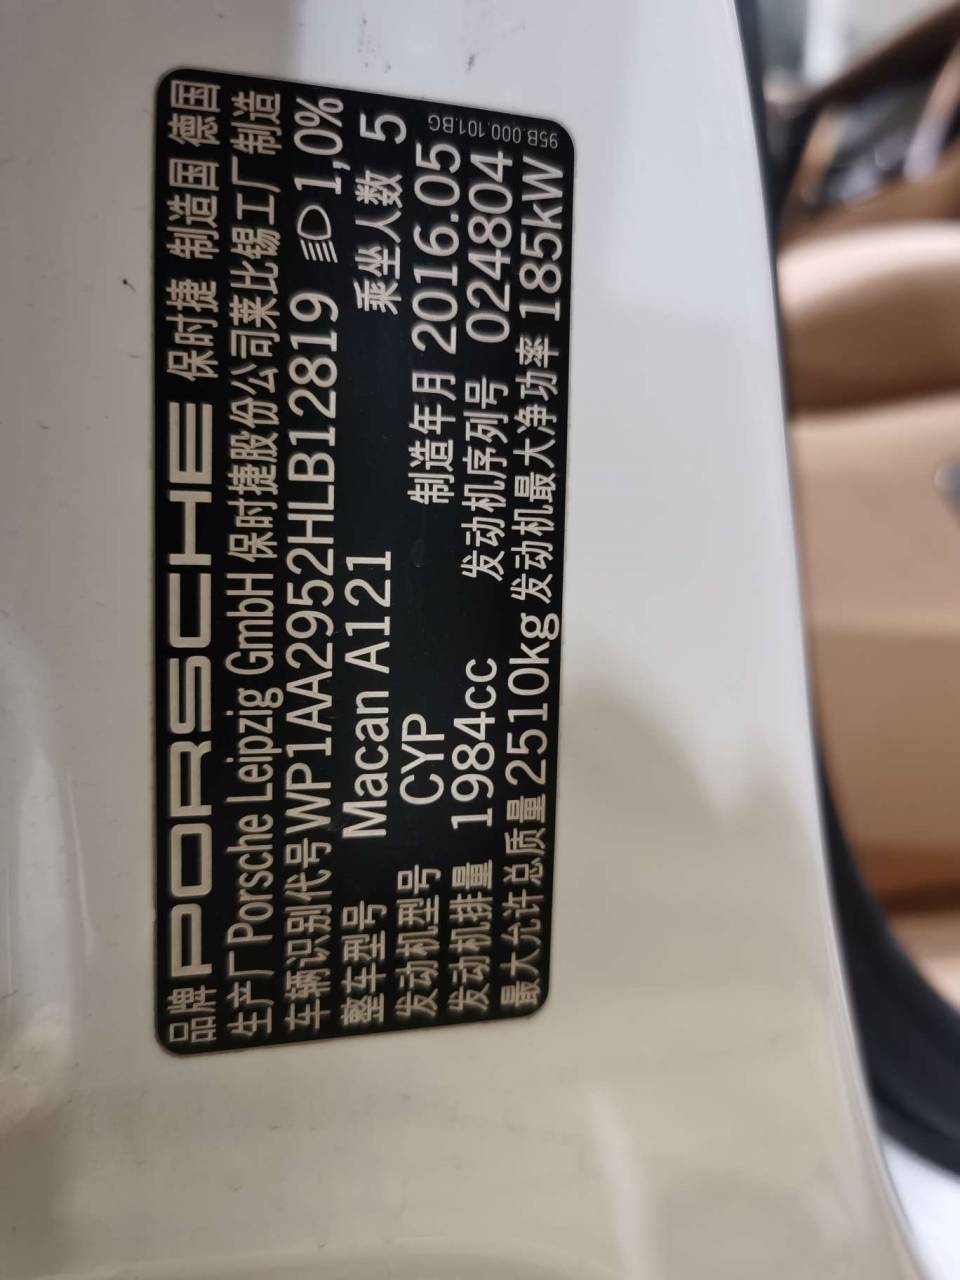 品牌 PORSCHE 保时捷 制造国 德国
生产厂 Porsche Leipzig GmbH 保时捷股份公司莱比锡工厂制造
车辆识别代号 WP1AA2952HLB12819 1,0%
整车型号 Macan A121 乘坐人数 5
发动机型号 CYP 制造年月 2016.05
发动机排量 1984cc 发动机序列号 024804
最大允许总质量 2510kg 发动机最大净功率 185kW
95B.000.101.BG